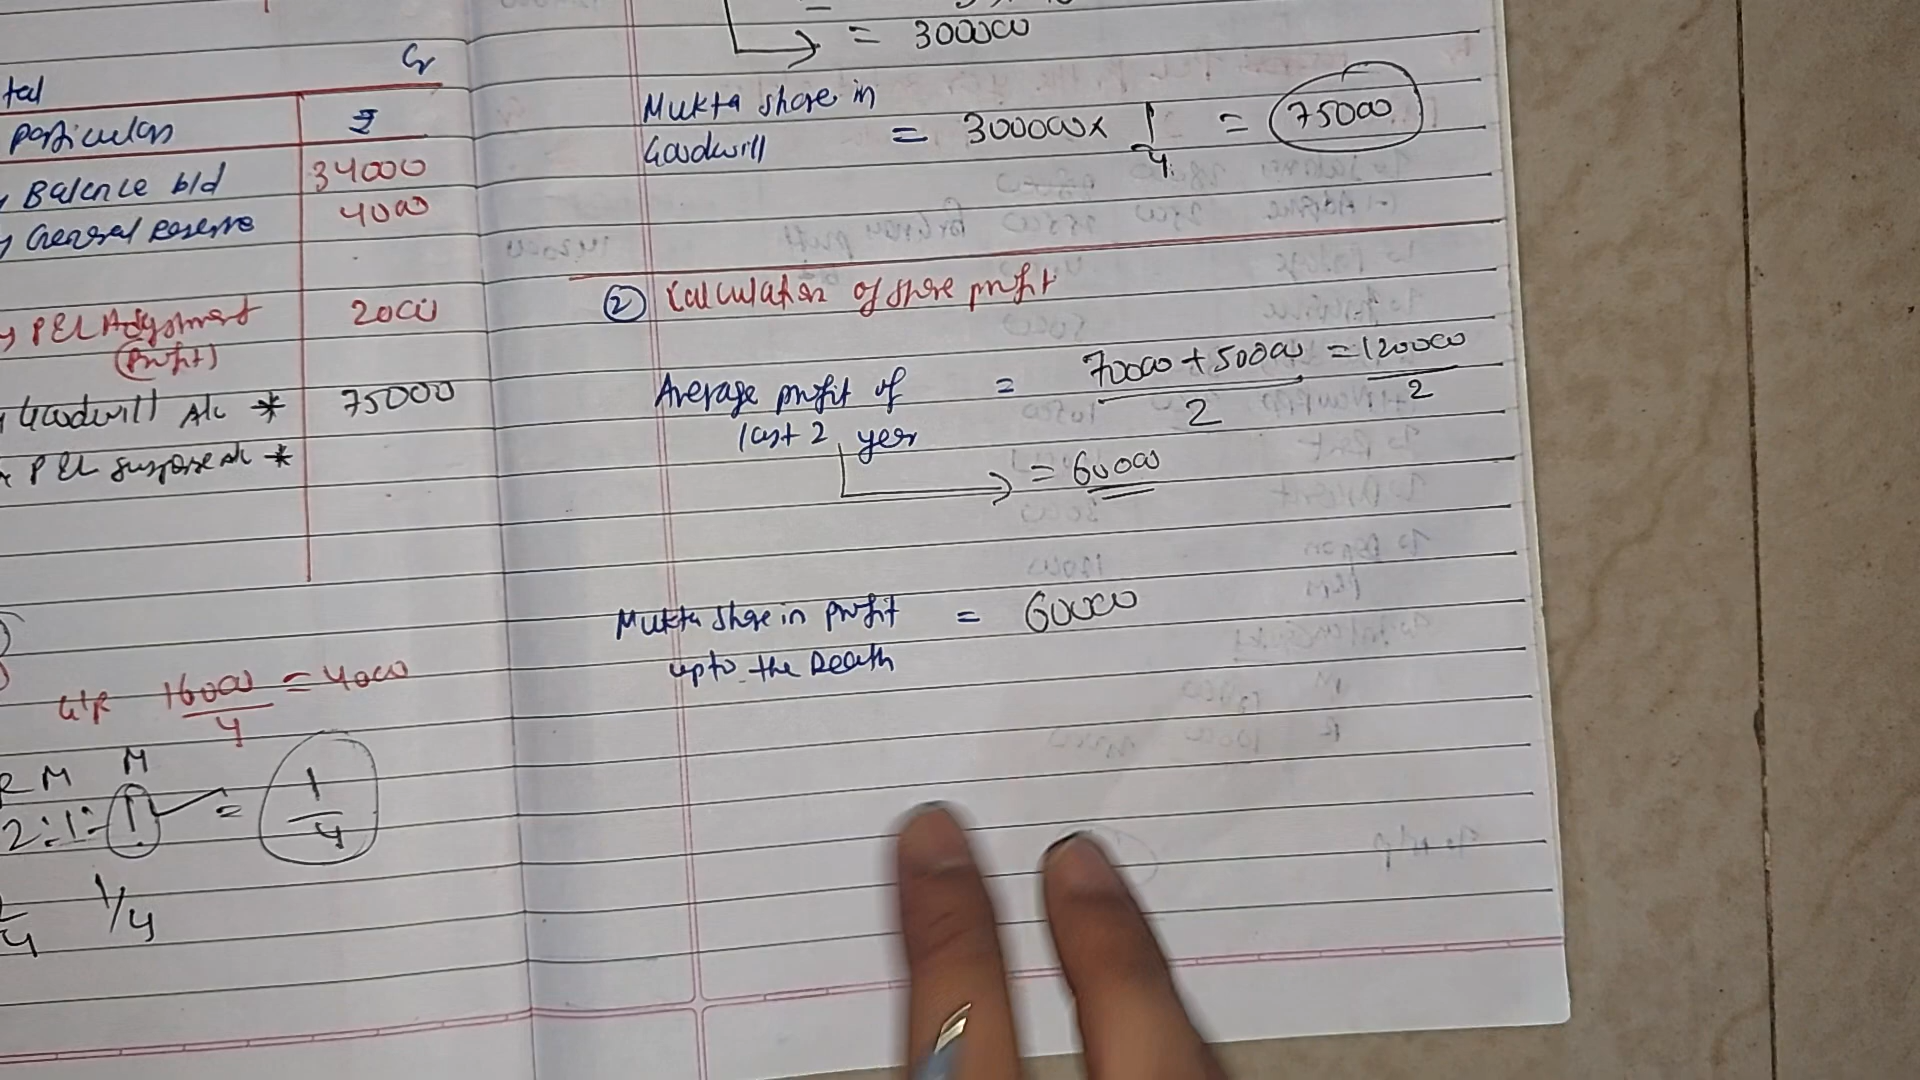 = 300000
Cr
Particulars ₹
Balance b/d 34000
General Reserve 4000
P&L Adjustment 2000
(Profit)
Goodwill A/c * 75000
P&L suspense A/c *
G/R 16000/4 = 4000
R M M
2:1:1 = 1/4
1/4
Mukta share in
Goodwill = 300000 x 1/4 = 75000
② Calculation of share profit
Average profit of = 70000 + 50000/2 = 120000/2
last 2 year
= 60000
Mukta share in profit = 60000
upto the Death